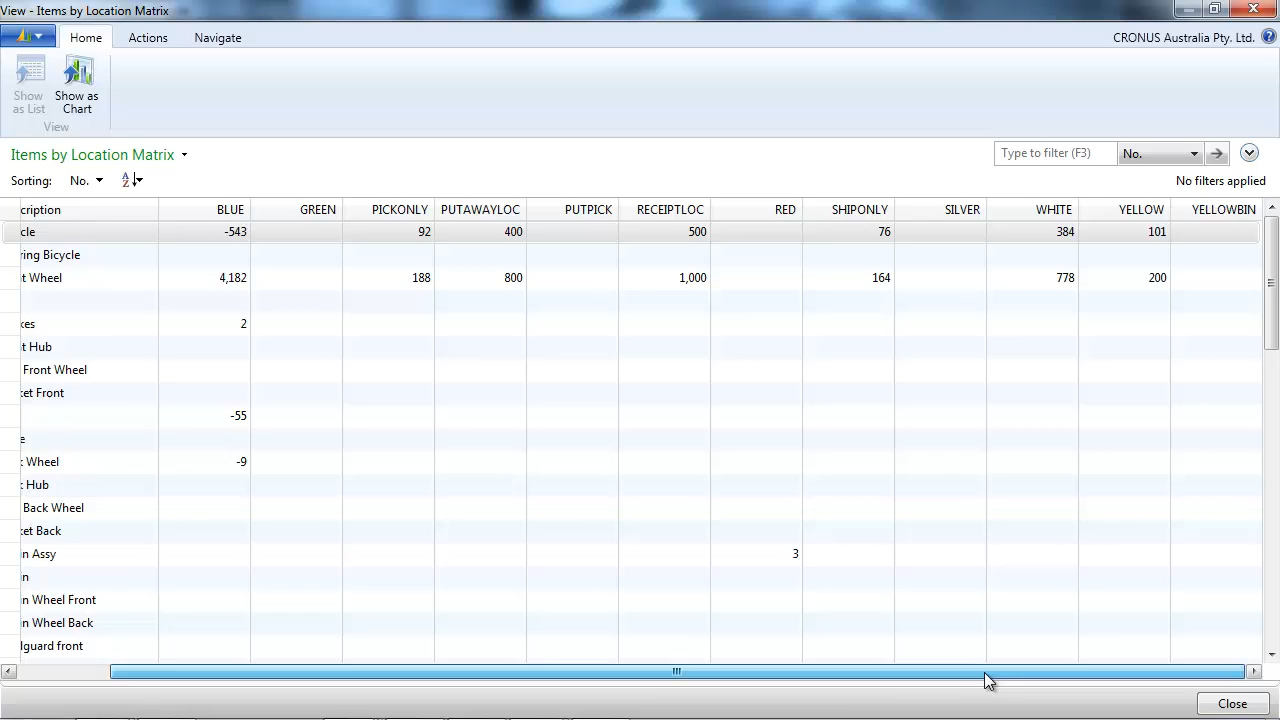 View - Items by Location Matrix
Home Actions Navigate CRONUS Australia Pty. Ltd.
Show as List
Show as Chart
View
Items by Location Matrix
Type to filter (F3) No.
Sorting: No. No filters applied
cription BLUE GREEN PICKONLY PUTAWAYLOC PUTPICK RECEIPTLOC RED SHIPONLY SILVER WHITE YELLOW YELLOWBIN
cle -543 92 400 500 76 384 101
ring Bicycle
t Wheel 4,182 188 800 1,000 164 778 200
kes 2
t Hub
Front Wheel
ket Front
-55
e
k Wheel -9
k Hub
Back Wheel
ket Back
n Assy 3
in
n Wheel Front
n Wheel Back
lguard front
Close